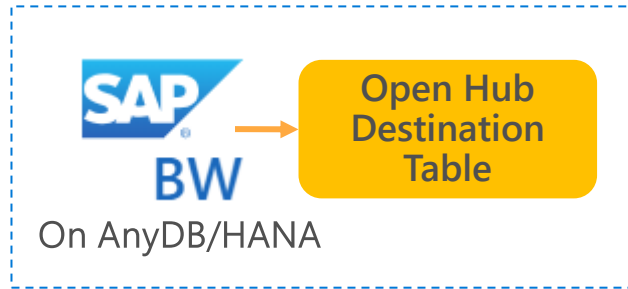 SAP
BW
On AnyDB/HANA
Open Hub
Destination
Table